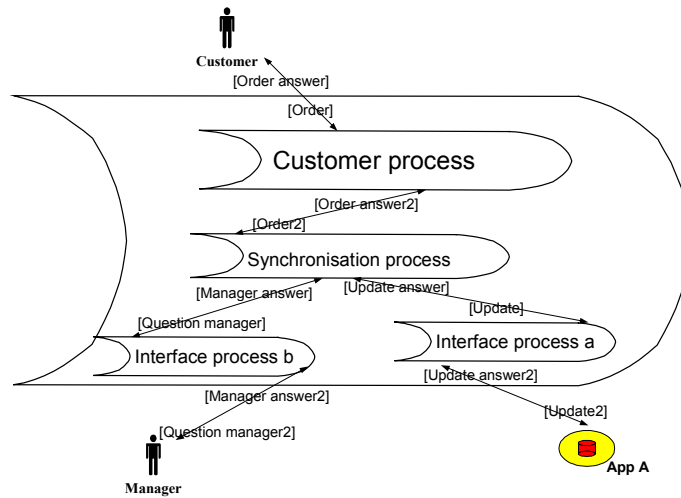 Customer
[Order answer]
[Order]
Customer process
[Order answer2]
[Order2]
Synchronisation process
[Manager answer]
[Update answer]
[Question manager]
[Update]
Interface process b
Interface process a
[Manager answer2]
[Update answer2]
[Question manager2]
[Update2]
App A
Manager